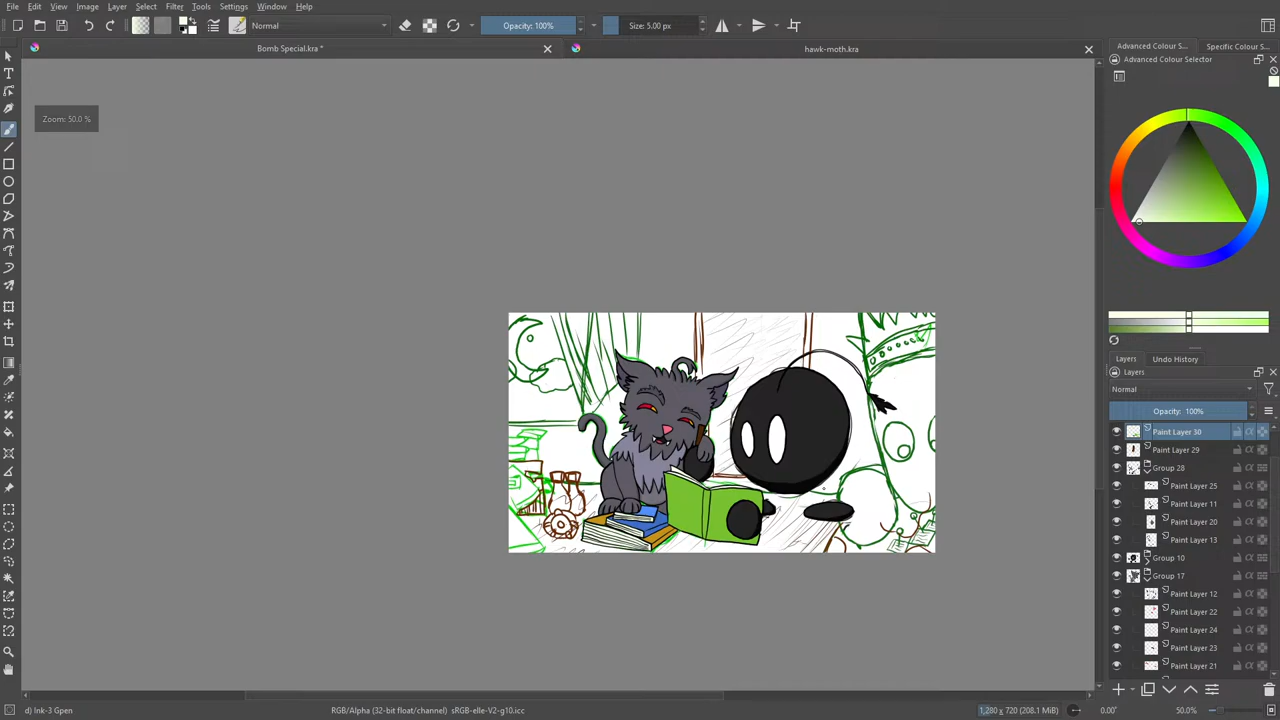 File Edit View Image Layer Select Filter Tools Settings Window Help
Normal Opacity: 100% Size: 5.00 px
Bomb Special.kra * hawk-moth.kra
Advanced Colour S... Specific Colour S...
Advanced Colour Selector
Zoom: 50.0 %
Layers Undo History
Layers
Normal
Opacity: 100%
Paint Layer 30
Paint Layer 29
Group 28
Paint Layer 25
Paint Layer 11
Paint Layer 20
Paint Layer 13
Group 10
Group 17
Paint Layer 12
Paint Layer 22
Paint Layer 24
Paint Layer 23
Paint Layer 21
d) Ink-3 Gpen RGB/Alpha (32-bit float/channel) sRGB-elle-V2-g10.icc 1,280 x 720 (208.1 MiB) 0.00° 50.0%